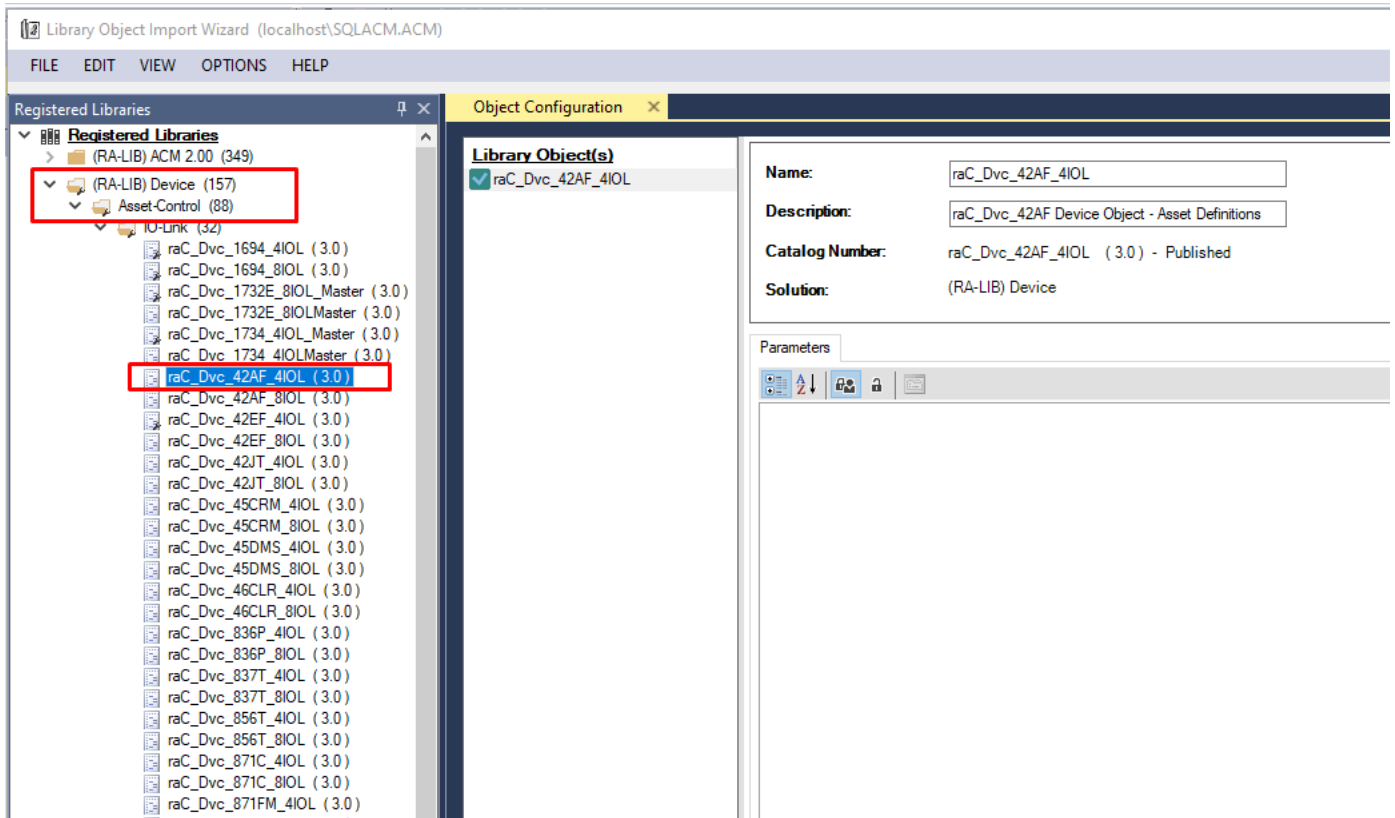 Library Object Import Wizard (localhost\SQLACM.ACM)
FILE EDIT VIEW OPTIONS HELP
Registered Libraries
Registered Libraries
(RA-LIB) ACM 2.00 (349)
(RA-LIB) Device (157)
Asset-Control (88)
IO-Link (32)
raC_Dvc_1694_4IOL (3.0)
raC_Dvc_1694_8IOL (3.0)
raC_Dvc_1732E_8IOL_Master (3.0)
raC_Dvc_1732E_8IOLMaster (3.0)
raC_Dvc_1734_4IOL_Master (3.0)
raC_Dvc_1734_4IOLMaster (3.0)
raC_Dvc_42AF_4IOL (3.0)
raC_Dvc_42AF_8IOL (3.0)
raC_Dvc_42EF_4IOL (3.0)
raC_Dvc_42EF_8IOL (3.0)
raC_Dvc_42JT_4IOL (3.0)
raC_Dvc_42JT_8IOL (3.0)
raC_Dvc_45CRM_4IOL (3.0)
raC_Dvc_45CRM_8IOL (3.0)
raC_Dvc_45DMS_4IOL (3.0)
raC_Dvc_45DMS_8IOL (3.0)
raC_Dvc_46CLR_4IOL (3.0)
raC_Dvc_46CLR_8IOL (3.0)
raC_Dvc_836P_4IOL (3.0)
raC_Dvc_836P_8IOL (3.0)
raC_Dvc_837T_4IOL (3.0)
raC_Dvc_837T_8IOL (3.0)
raC_Dvc_856T_4IOL (3.0)
raC_Dvc_856T_8IOL (3.0)
raC_Dvc_871C_4IOL (3.0)
raC_Dvc_871C_8IOL (3.0)
raC_Dvc_871FM_4IOL (3.0)
Object Configuration
Library Object(s)
raC_Dvc_42AF_4IOL
Name: raC_Dvc_42AF_4IOL
Description: raC_Dvc_42AF Device Object - Asset Definitions
Catalog Number: raC_Dvc_42AF_4IOL (3.0) - Published
Solution: (RA-LIB) Device
Parameters